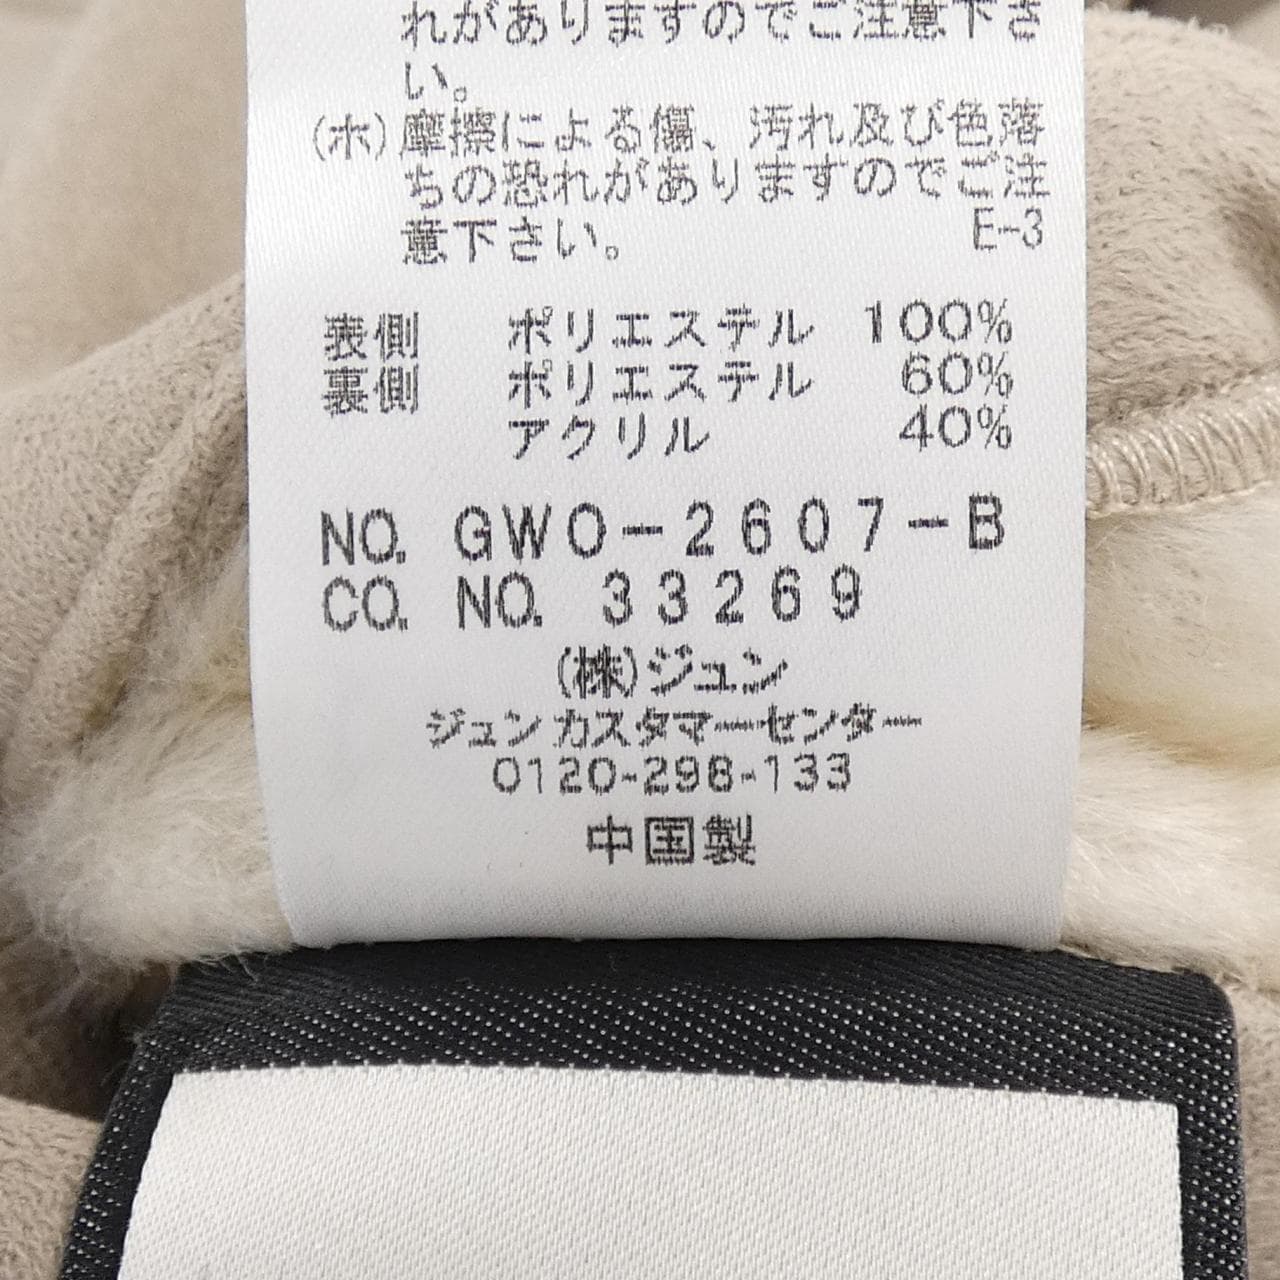 れがありますのでご注意下さ
い。
(ホ)摩擦による傷、汚れ及び色落
ちの恐れがありますのでご注
意下さい。 E-3
表側 ポリエステル 100%
裏側 ポリエステル 60%
アクリル 40%
NO. GWO-2607-B
CO. NO. 33269
(株)ジュン
ジュン カスタマーセンター
0120-298-133
中国製